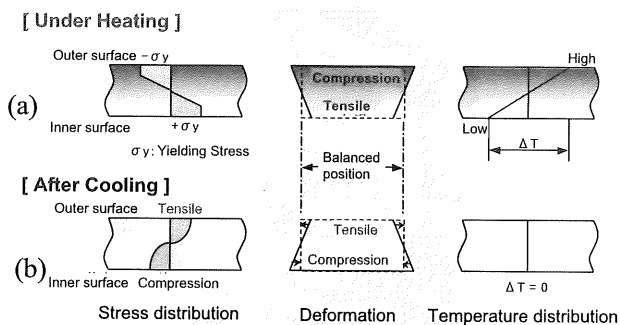 [ Under Heating ]
Outer surface −σy
High
Compression
(a)
Tensile
Inner surface
+σy
Low
σy: Yielding Stress
ΔT
Balanced
position
[ After Cooling ]
Outer surface Tensile
Tensile
(b)
Compression
Inner surface Compression
ΔT = 0
Stress distribution Deformation Temperature distribution